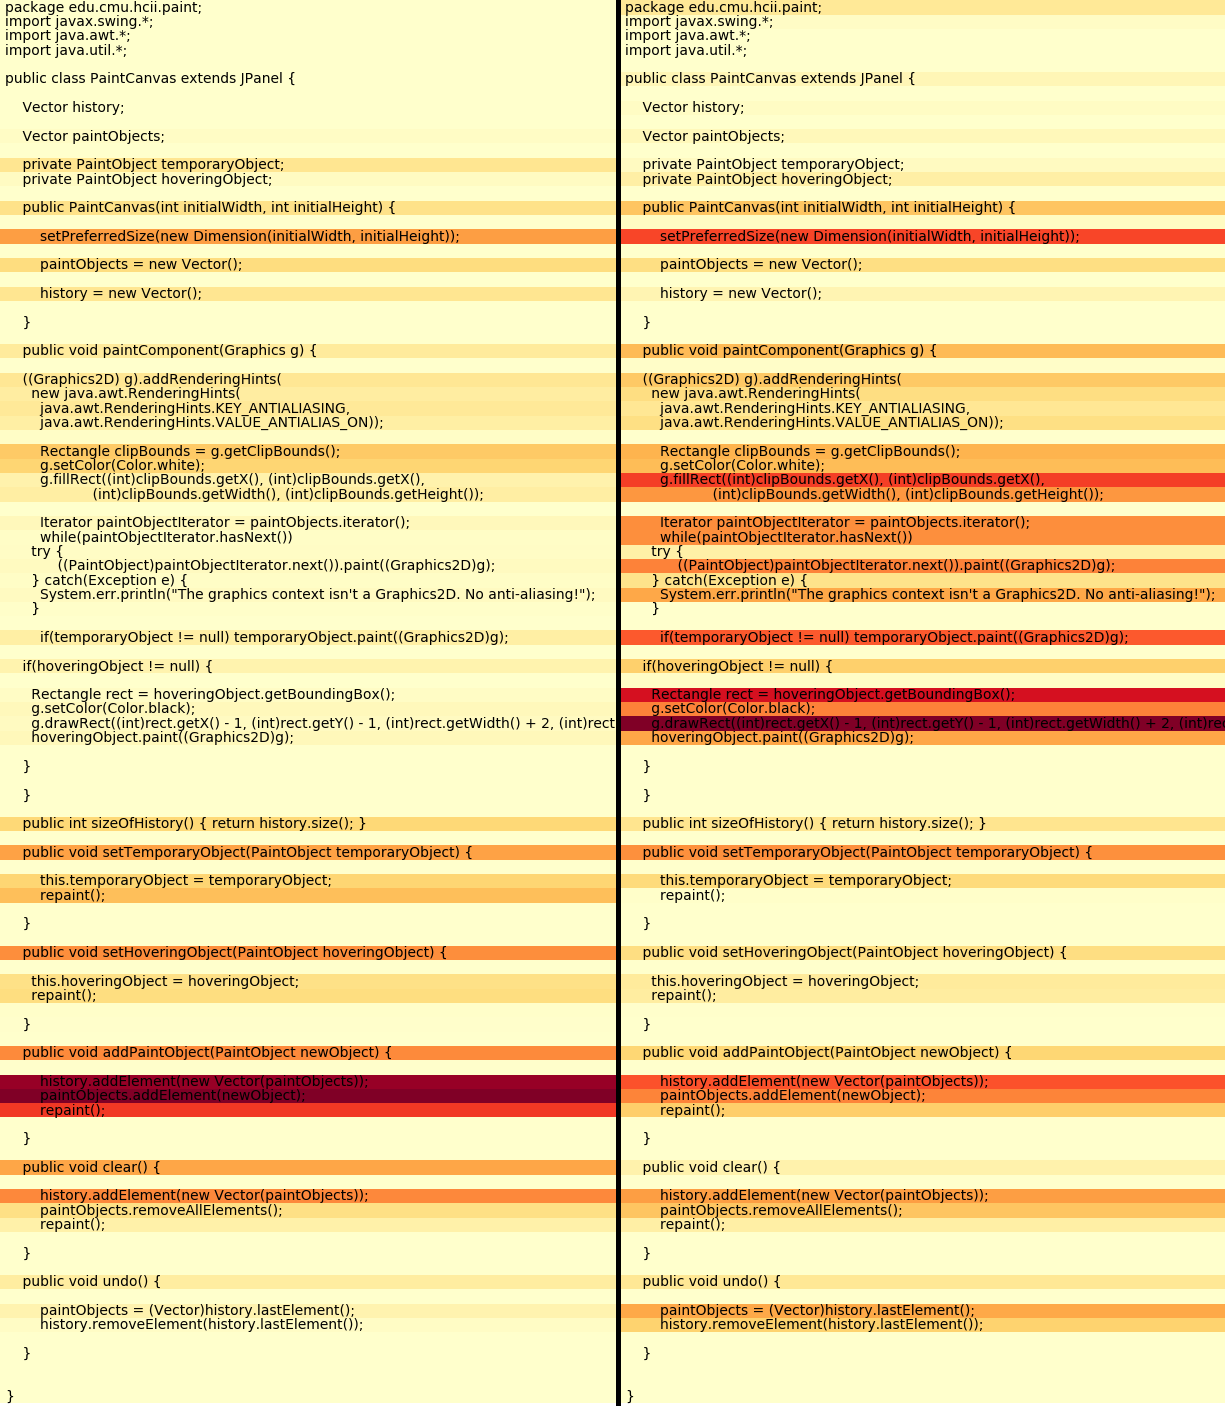 package edu.cmu.hcii.paint;
import javax.swing.*;
import java.awt.*;
import java.util.*;
public class PaintCanvas extends JPanel {
Vector history;
Vector paintObjects;
private PaintObject temporaryObject;
private PaintObject hoveringObject;
public PaintCanvas(int initialWidth, int initialHeight) {
setPreferredSize(new Dimension(initialWidth, initialHeight));
paintObjects = new Vector();
history = new Vector();
}
public void paintComponent(Graphics g) {
((Graphics2D) g).addRenderingHints(
new java.awt.RenderingHints(
java.awt.RenderingHints.KEY_ANTIALIASING,
java.awt.RenderingHints.VALUE_ANTIALIAS_ON));
Rectangle clipBounds = g.getClipBounds();
g.setColor(Color.white);
g.fillRect((int)clipBounds.getX(), (int)clipBounds.getX(),
(int)clipBounds.getWidth(), (int)clipBounds.getHeight());
Iterator paintObjectIterator = paintObjects.iterator();
while(paintObjectIterator.hasNext())
try {
((PaintObject)paintObjectIterator.next()).paint((Graphics2D)g);
} catch(Exception e) {
System.err.println("The graphics context isn't a Graphics2D. No anti-aliasing!");
}
if(temporaryObject != null) temporaryObject.paint((Graphics2D)g);
if(hoveringObject != null) {
Rectangle rect = hoveringObject.getBoundingBox();
g.setColor(Color.black);
g.drawRect((int)rect.getX() - 1, (int)rect.getY() - 1, (int)rect.getWidth() + 2, (int)rect
hoveringObject.paint((Graphics2D)g);
}
}
public int sizeOfHistory() { return history.size(); }
public void setTemporaryObject(PaintObject temporaryObject) {
this.temporaryObject = temporaryObject;
repaint();
}
public void setHoveringObject(PaintObject hoveringObject) {
this.hoveringObject = hoveringObject;
repaint();
}
public void addPaintObject(PaintObject newObject) {
history.addElement(new Vector(paintObjects));
paintObjects.addElement(newObject);
repaint();
}
public void clear() {
history.addElement(new Vector(paintObjects));
paintObjects.removeAllElements();
repaint();
}
public void undo() {
paintObjects = (Vector)history.lastElement();
history.removeElement(history.lastElement());
}
}
package edu.cmu.hcii.paint;
import javax.swing.*;
import java.awt.*;
import java.util.*;
public class PaintCanvas extends JPanel {
Vector history;
Vector paintObjects;
private PaintObject temporaryObject;
private PaintObject hoveringObject;
public PaintCanvas(int initialWidth, int initialHeight) {
setPreferredSize(new Dimension(initialWidth, initialHeight));
paintObjects = new Vector();
history = new Vector();
}
public void paintComponent(Graphics g) {
((Graphics2D) g).addRenderingHints(
new java.awt.RenderingHints(
java.awt.RenderingHints.KEY_ANTIALIASING,
java.awt.RenderingHints.VALUE_ANTIALIAS_ON));
Rectangle clipBounds = g.getClipBounds();
g.setColor(Color.white);
g.fillRect((int)clipBounds.getX(), (int)clipBounds.getX(),
(int)clipBounds.getWidth(), (int)clipBounds.getHeight());
Iterator paintObjectIterator = paintObjects.iterator();
while(paintObjectIterator.hasNext())
try {
((PaintObject)paintObjectIterator.next()).paint((Graphics2D)g);
} catch(Exception e) {
System.err.println("The graphics context isn't a Graphics2D. No anti-aliasing!");
}
if(temporaryObject != null) temporaryObject.paint((Graphics2D)g);
if(hoveringObject != null) {
Rectangle rect = hoveringObject.getBoundingBox();
g.setColor(Color.black);
g.drawRect((int)rect.getX() - 1, (int)rect.getY() - 1, (int)rect.getWidth() + 2, (int)rec
hoveringObject.paint((Graphics2D)g);
}
}
public int sizeOfHistory() { return history.size(); }
public void setTemporaryObject(PaintObject temporaryObject) {
this.temporaryObject = temporaryObject;
repaint();
}
public void setHoveringObject(PaintObject hoveringObject) {
this.hoveringObject = hoveringObject;
repaint();
}
public void addPaintObject(PaintObject newObject) {
history.addElement(new Vector(paintObjects));
paintObjects.addElement(newObject);
repaint();
}
public void clear() {
history.addElement(new Vector(paintObjects));
paintObjects.removeAllElements();
repaint();
}
public void undo() {
paintObjects = (Vector)history.lastElement();
history.removeElement(history.lastElement());
}
}